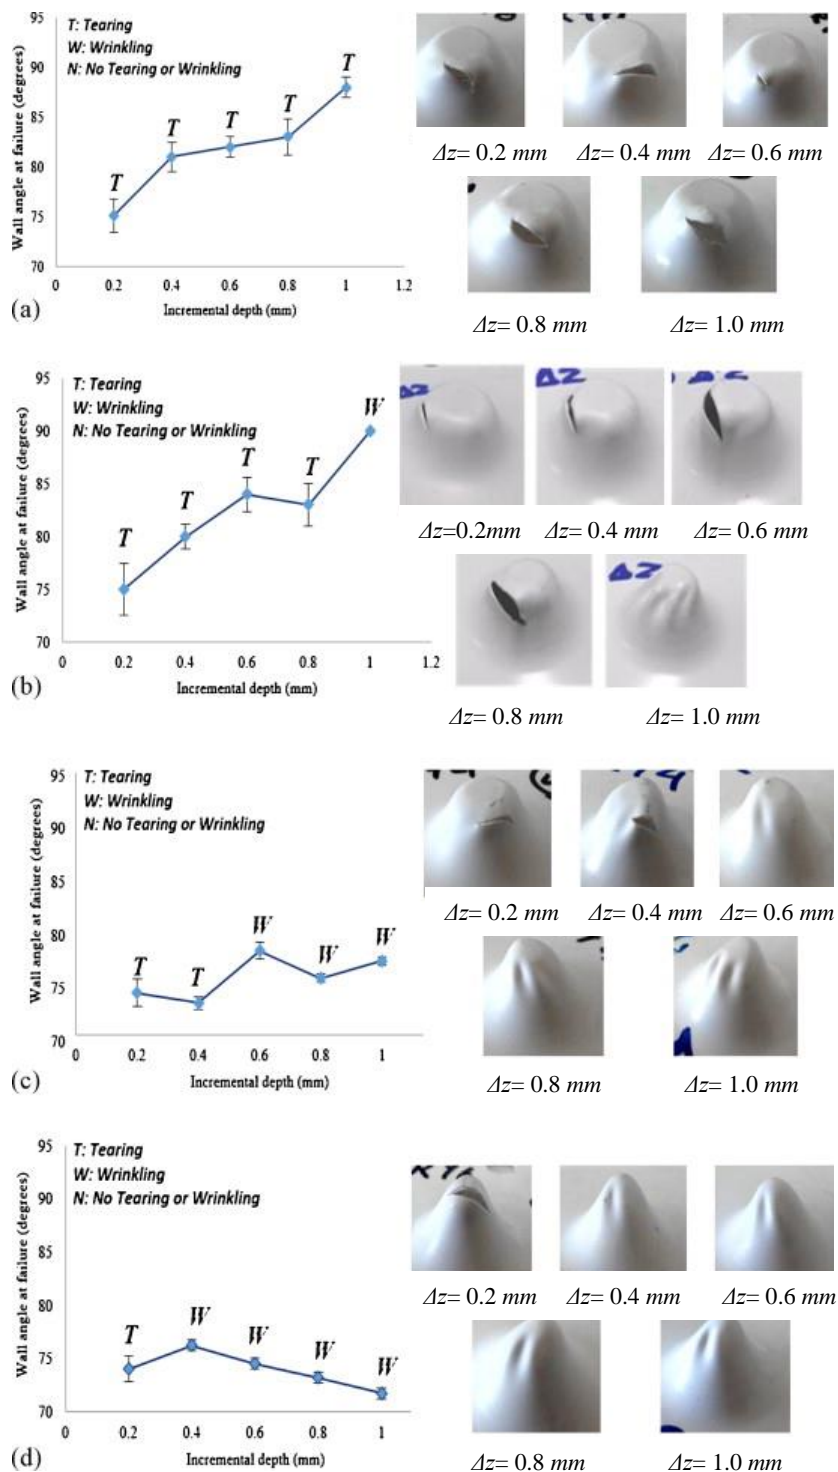 T: Tearing
W: Wrinkling
N: No Tearing or Wrinkling
Wall angle at failure (degrees)
95
90
85
80
75
70
T
T
T
T
T
0 0.2 0.4 0.6 0.8 1 1.2
Incremental depth (mm)
(a)
Δz= 0.2 mm Δz= 0.4 mm Δz= 0.6 mm
Δz= 0.8 mm Δz= 1.0 mm
T: Tearing
W: Wrinkling
N: No Tearing or Wrinkling
Wall angle at failure (degrees)
95
90
85
80
75
70
T
T
T
T
W
0 0.2 0.4 0.6 0.8 1 1.2
Incremental depth (mm)
(b)
ΔZ
ΔZ
ΔZ
Δz=0.2mm Δz= 0.4 mm Δz= 0.6 mm
ΔZ
Δz= 0.8 mm Δz= 1.0 mm
T: Tearing
W: Wrinkling
N: No Tearing or Wrinkling
Wall angle at failure (degrees)
95
90
85
80
75
70
T
T
W
W
W
0 0.2 0.4 0.6 0.8 1
Incremental depth (mm)
(c)
Δz= 0.2 mm Δz= 0.4 mm Δz= 0.6 mm
Δz= 0.8 mm Δz= 1.0 mm
T: Tearing
W: Wrinkling
N: No Tearing or Wrinkling
Wall angle at failure (degrees)
95
90
85
80
75
70
T
W
W
W
W
0 0.2 0.4 0.6 0.8 1
Incremental depth (mm)
(d)
Δz= 0.2 mm Δz= 0.4 mm Δz= 0.6 mm
Δz= 0.8 mm Δz= 1.0 mm